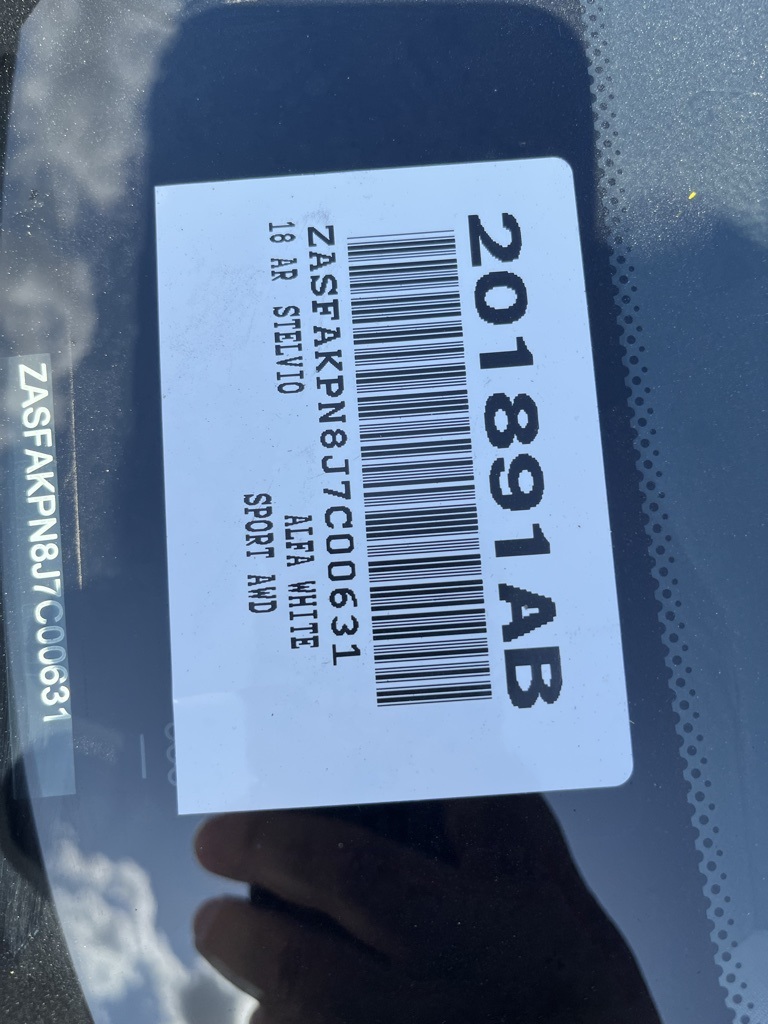 201891AB
ZASFAKPN8J7C00631
18 AR STELVIO
ALFA WHITE
SPORT AWD
ZASFAKPN8J7C00631